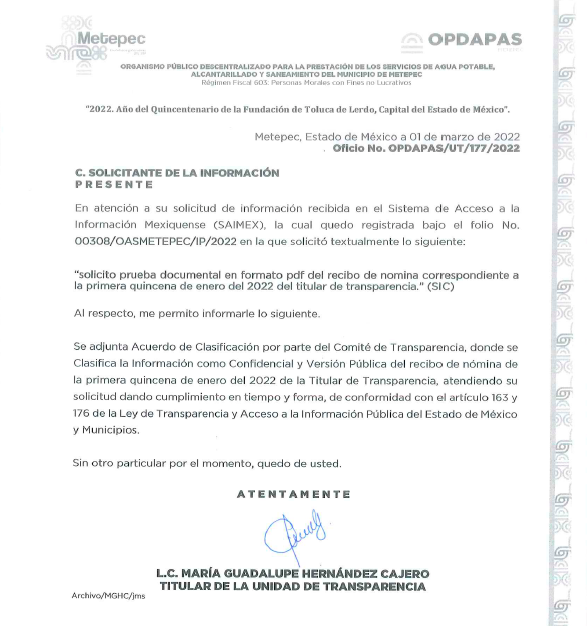 Metepec
OPDAPAS
ORGANISMO PÚBLICO DESCENTRALIZADO PARA LA PRESTACIÓN DE LOS SERVICIOS DE AGUA POTABLE,
ALCANTARILLADO Y SANEAMIENTO DEL MUNICIPIO DE METEPEC
Régimen Fiscal 603: Personas Morales con Fines no Lucrativos
"2022. Año del Quincentenario de la Fundación de Toluca de Lerdo, Capital del Estado de México".
Metepec, Estado de México a 01 de marzo de 2022
Oficio No. OPDAPAS/UT/177/2022
C. SOLICITANTE DE LA INFORMACIÓN
P R E S E N T E
En atención a su solicitud de información recibida en el Sistema de Acceso a la
Información Mexiquense (SAIMEX), la cual quedo registrada bajo el folio No.
00308/OASMETEPEC/IP/2022 en la que solicitó textualmente lo siguiente:
"solicito prueba documental en formato pdf del recibo de nomina correspondiente a
la primera quincena de enero del 2022 del titular de transparencia." (SIC)
Al respecto, me permito informarle lo siguiente.
Se adjunta Acuerdo de Clasificación por parte del Comité de Transparencia, donde se
Clasifica la Información como Confidencial y Versión Pública del recibo de nómina de
la primera quincena de enero del 2022 de la Titular de Transparencia, atendiendo su
solicitud dando cumplimiento en tiempo y forma, de conformidad con el artículo 163 y
176 de la Ley de Transparencia y Acceso a la Información Pública del Estado de México
y Municipios.
Sin otro particular por el momento, quedo de usted.
A T E N T A M E N T E
L.C. MARÍA GUADALUPE HERNÁNDEZ CAJERO
TITULAR DE LA UNIDAD DE TRANSPARENCIA
Archivo/MGHC/jms